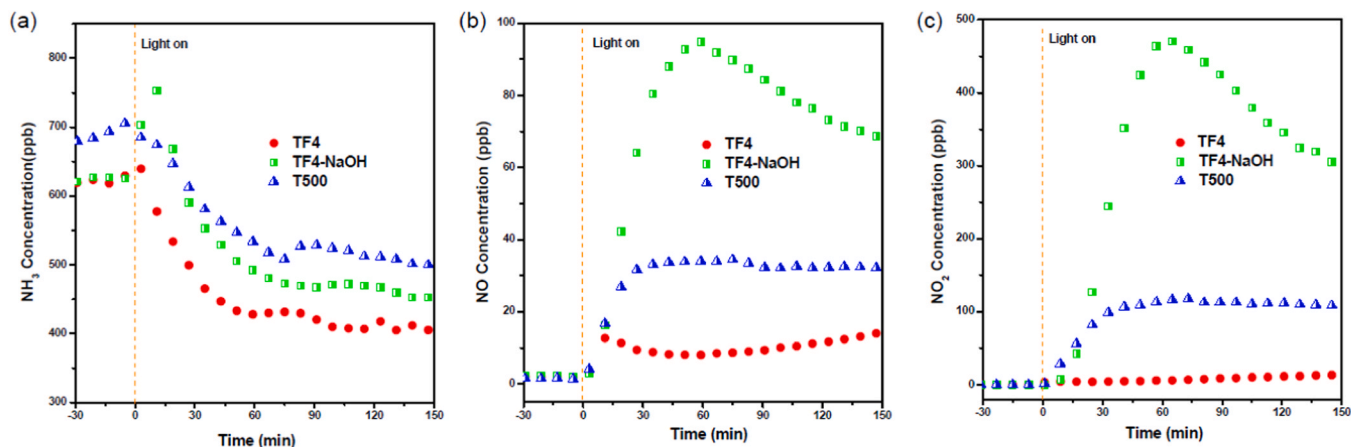 (a)
Light on
TF4
TF4-NaOH
T500
NH3 Concentration(ppb)
800
700
600
500
400
300
-30 0 30 60 90 120 150
Time (min)
(b)
Light on
TF4
TF4-NaOH
T500
NO Concentration (ppb)
100
80
60
40
20
0
-30 0 30 60 90 120 150
Time (min)
(c)
Light on
TF4
TF4-NaOH
T500
NO2 Concentration (ppb)
500
400
300
200
100
0
-30 0 30 60 90 120 150
Time (min)